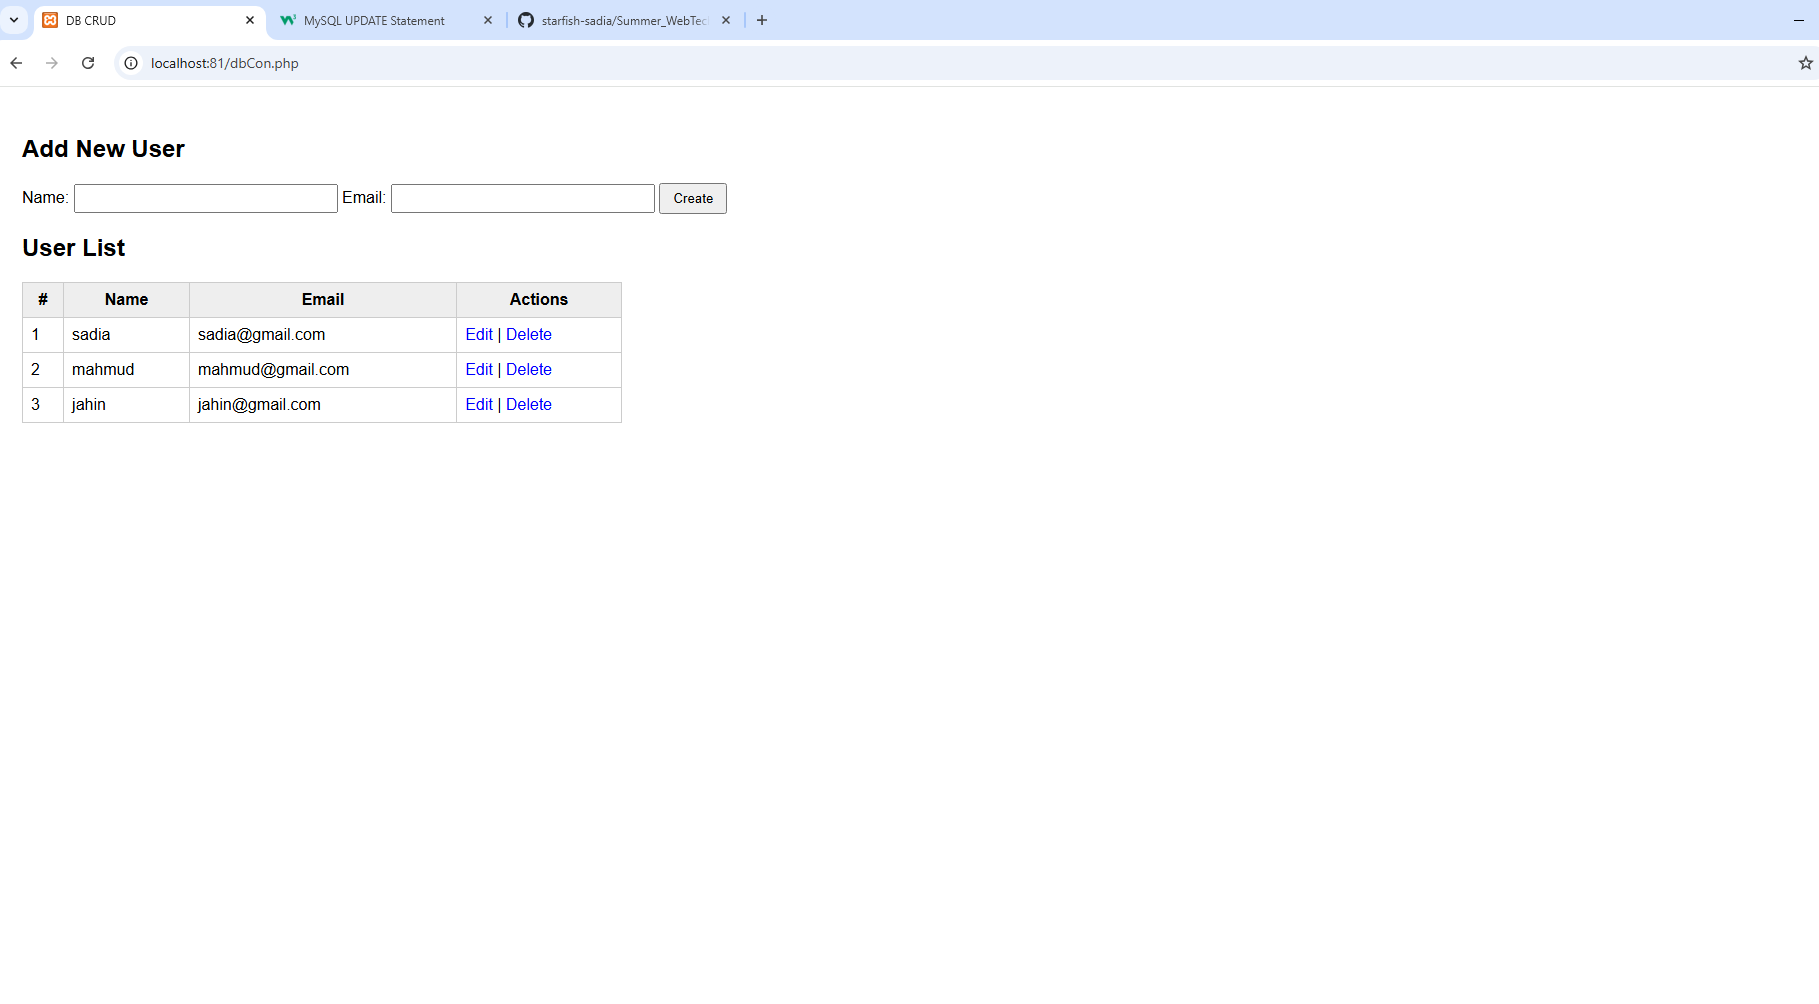 DB CRUD
MySQL UPDATE Statement
starfish-sadia/Summer_WebTec
localhost:81/dbCon.php
Add New User
Name: Email: Create
User List
# Name Email Actions
1 sadia sadia@gmail.com Edit | Delete
2 mahmud mahmud@gmail.com Edit | Delete
3 jahin jahin@gmail.com Edit | Delete